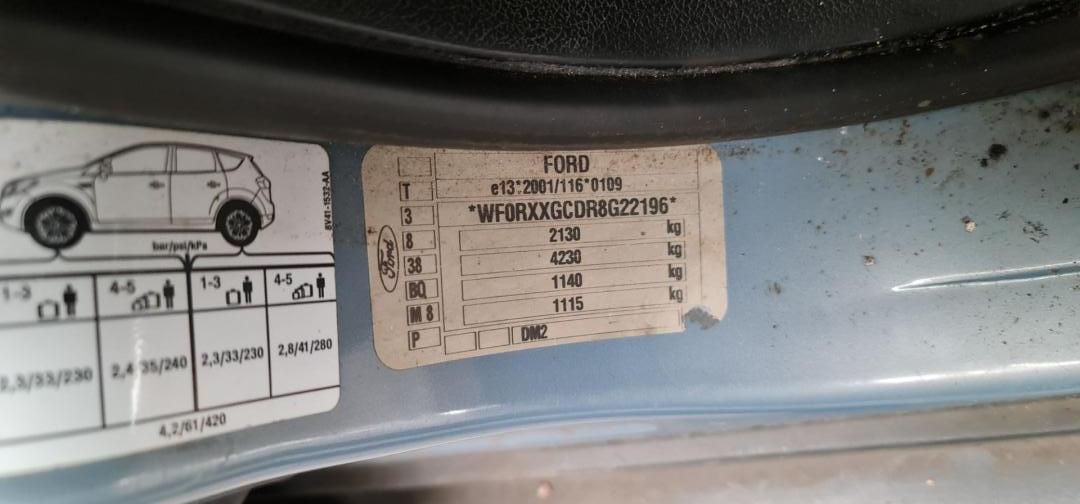 8V41-1532-AA
bar/psi/kPa
1-3 4-5 1-3 4-5
2,3/33/230 2,4/35/240 2,3/33/230 2,8/41/280
4,2/61/420
FORD
T e13*2001/116*0109
3 *WF0RXXGCDR8G22196*
8 2130 kg
38 4230 kg
BQ 1140 kg
M8 1115 kg
P DM2
Ford